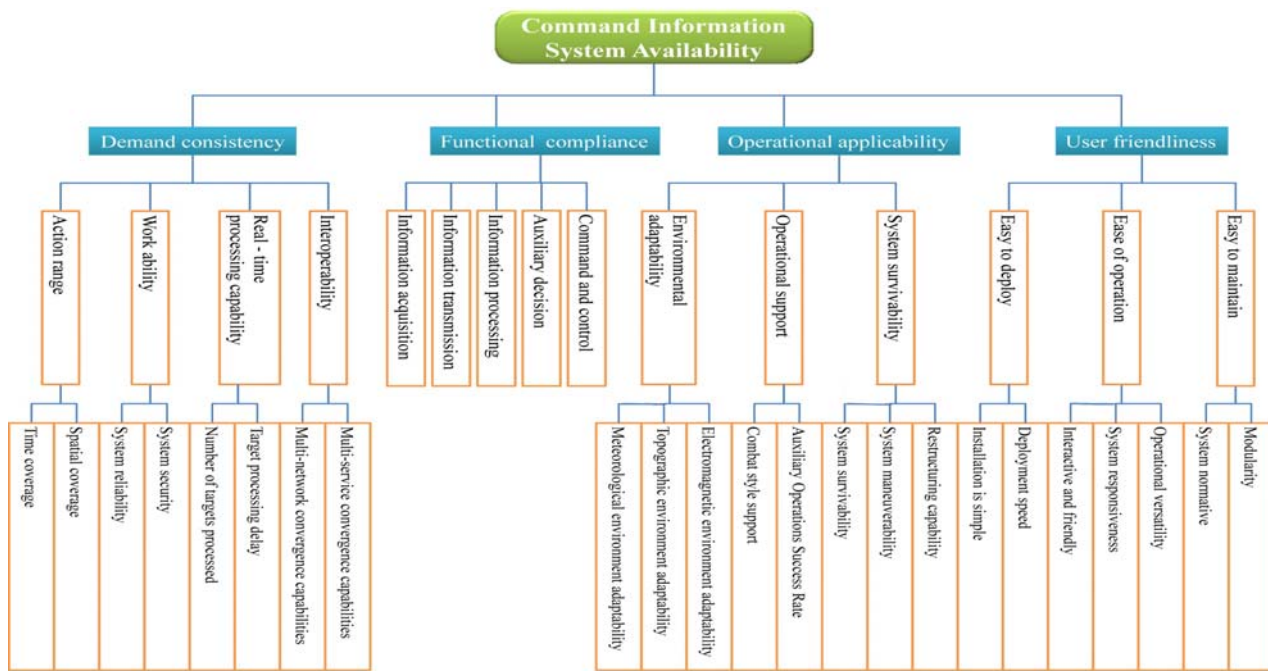 Command Information
System Availability
Demand consistency
Functional compliance
Operational applicability
User friendliness
Action range
Work ability
Real - time
processing capability
Interoperability
Information acquisition
Information transmission
Information processing
Auxiliary decision
Command and control
Environmental
adaptability
Operational support
System survivability
Easy to deploy
Ease of operation
Easy to maintain
Time coverage
Spatial coverage
System reliability
System security
Number of targets processed
Target processing delay
Multi-network convergence capabilities
Multi-service convergence capabilities
Meteorological environment adaptability
Topographic environment adaptability
Electromagnetic environment adaptability
Combat style support
Auxiliary Operations Success Rate
System survivability
System maneuverability
Restructuring capability
Installation is simple
Deployment speed
Interactive and friendly
System responsiveness
Operational versatility
System normative
Modularity